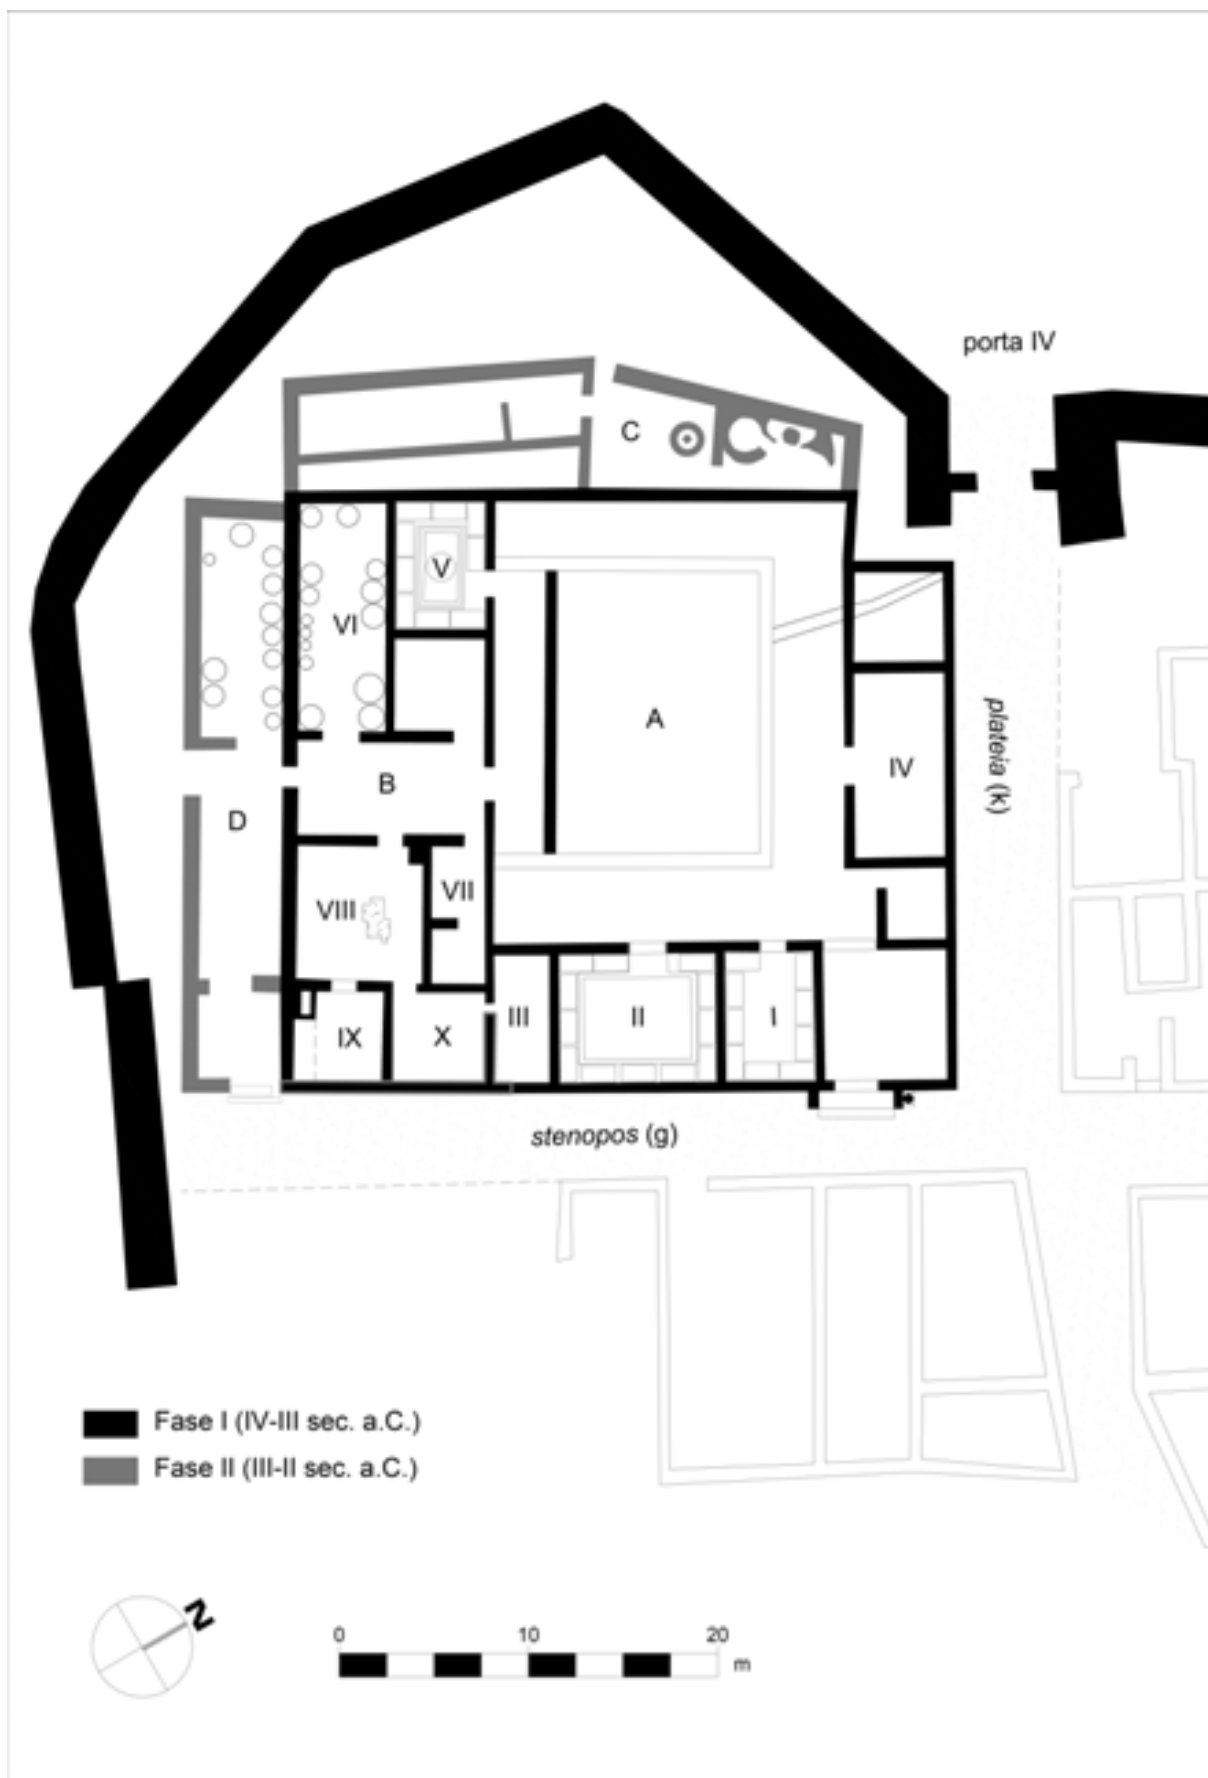 porta IV
C
V
VI
A
plateia (k)
IV
B
D
VII
VIII
III
II
I
IX
X
stenopos (g)
Fase I (IV-III sec. a.C.)
Fase II (III-II sec. a.C.)
N
0 10 20
m